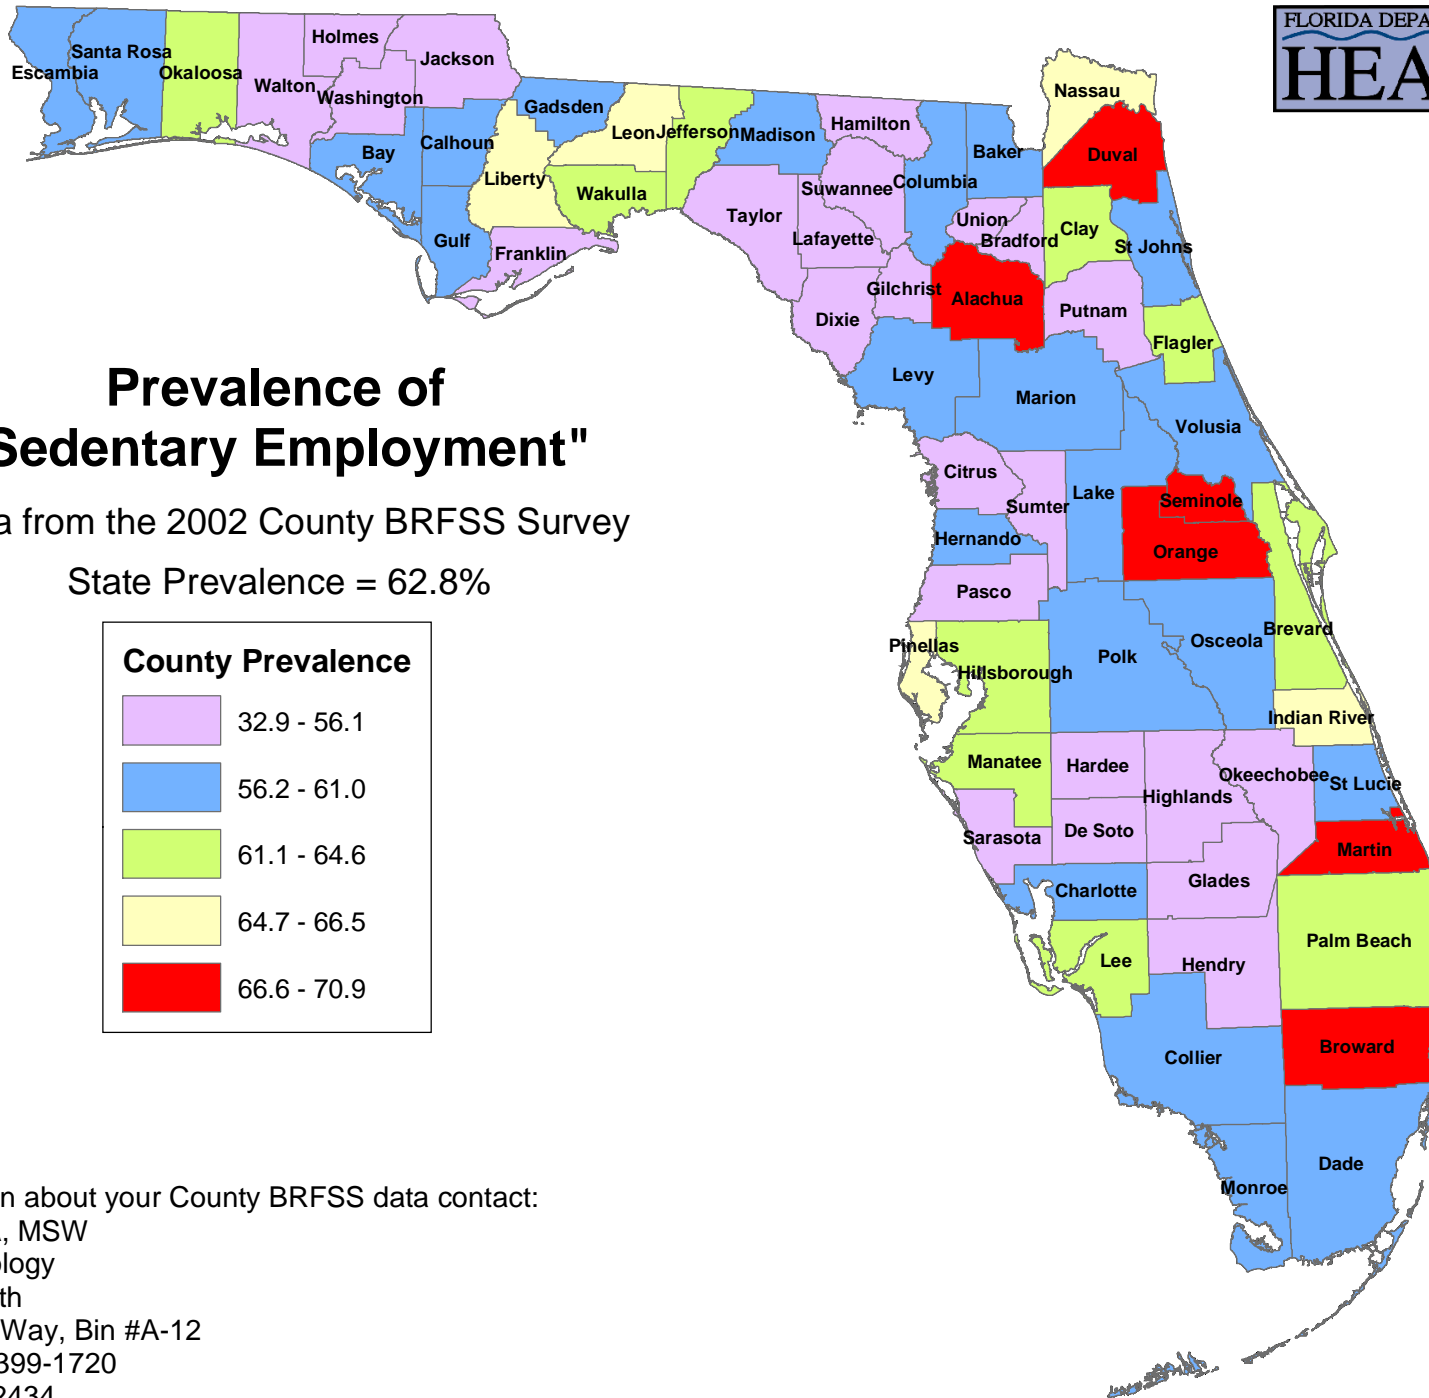 FLORIDA DEPA
HEA
Holmes
Jackson
Santa Rosa
Escambia
Okaloosa
Walton
Washington
Gadsden
Nassau
Leon
Jefferson
Madison
Hamilton
Calhoun
Bay
Baker
Duval
Liberty
Wakulla
Suwannee
Columbia
Taylor
Union
Clay
Lafayette
Bradford
St Johns
Gulf
Franklin
Gilchrist
Alachua
Dixie
Putnam
Flagler
Levy
Marion
Volusia
Prevalence of
Sedentary Employment"
a from the 2002 County BRFSS Survey
State Prevalence = 62.8%
Citrus
Sumter
Lake
Seminole
Hernando
Orange
Pasco
Pinellas
Hillsborough
Polk
Osceola
Brevard
Indian River
Manatee
Hardee
Highlands
Okeechobee
St Lucie
Sarasota
De Soto
Martin
Charlotte
Glades
Palm Beach
Lee
Hendry
Collier
Broward
Dade
Monroe
County Prevalence
32.9 - 56.1
56.2 - 61.0
61.1 - 64.6
64.7 - 66.5
66.6 - 70.9
n about your County BRFSS data contact:
, MSW
ology
th
Way, Bin #A-12
399-1720
2434